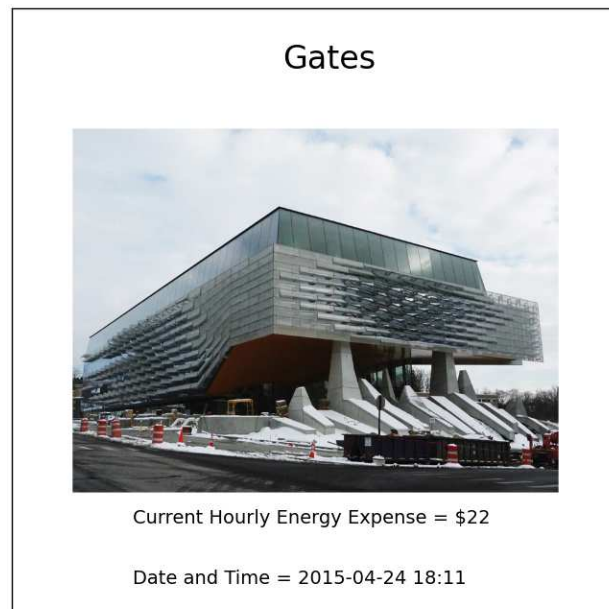 Gates
Current Hourly Energy Expense = $22
Date and Time = 2015-04-24 18:11